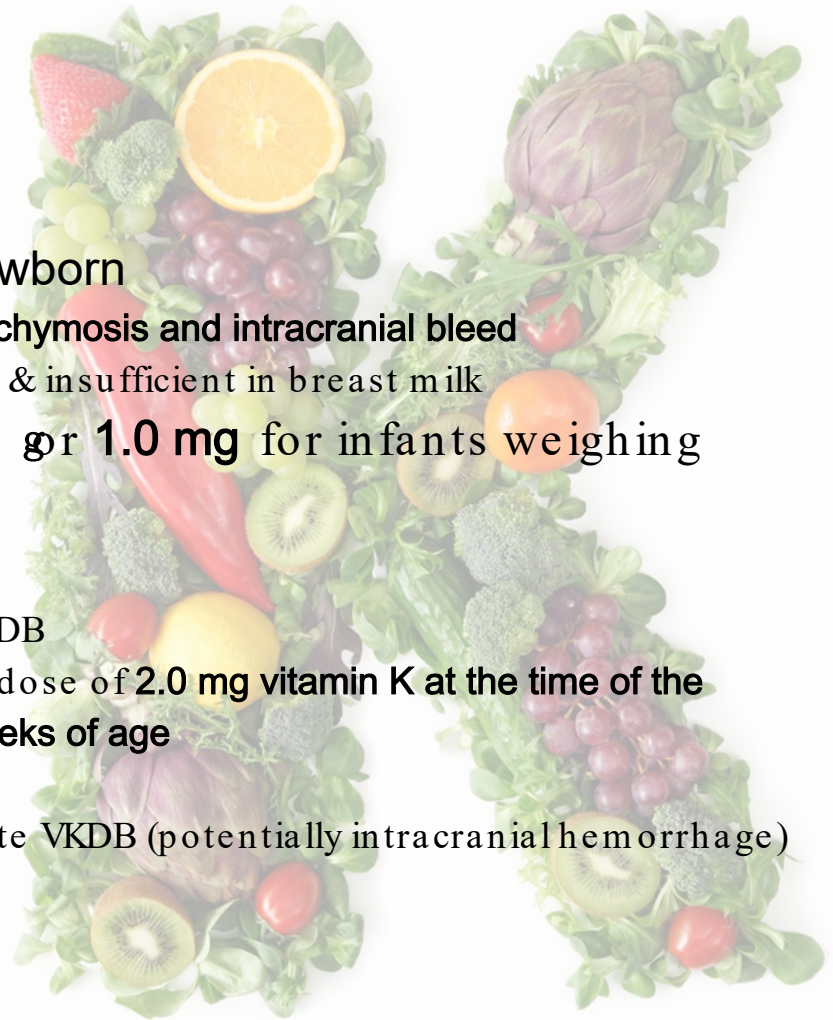 wborn
chymosis and intracranial bleed
& insufficient in breast milk
g or 1.0 mg for infants weighing
DB
dose of 2.0 mg vitamin K at the time of the
eks of age
te VKDB (potentially intracranial hemorrhage)